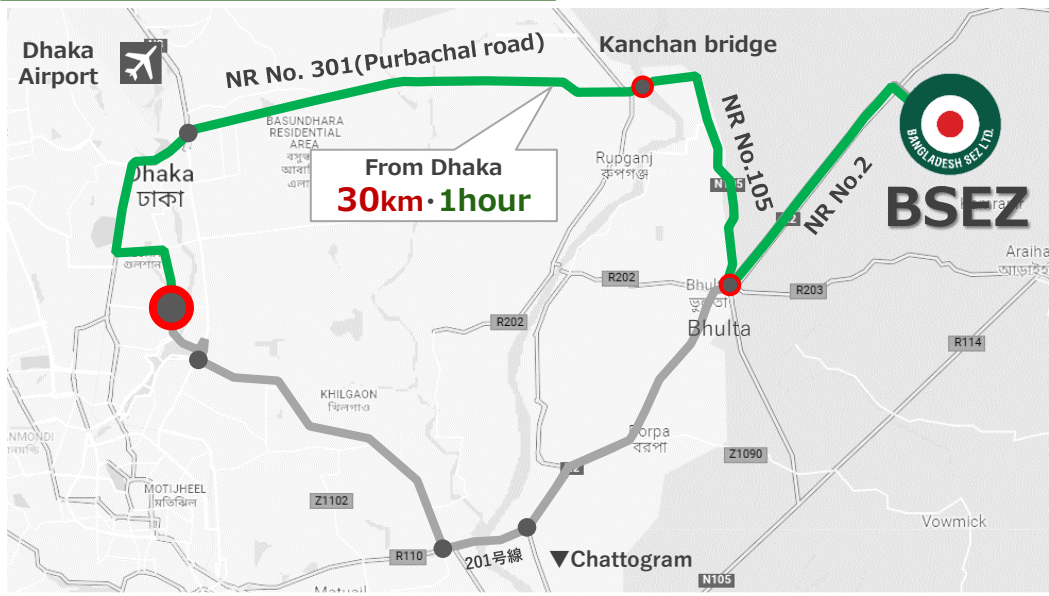 Dhaka
Airport
NR No. 301(Purbachal road)
Kanchan bridge
BANGLADESH SEZ LTD.
BSEZ
BASUNDHARA
RESIDENTIAL
AREA
From Dhaka
30km・1hour
Rupganj
রূপগঞ্জ
NR No.105
NR No.2
Dhaka
ঢাকা
গুলশান
Araiha
R202
R203
Bhulta
R202
R114
KHILGAON
খিলগাও
বরপা
Z1090
MOTIJHEEL
মতিঝিল
Z1102
Vowmick
R110
201号線
▼Chattogram
N105